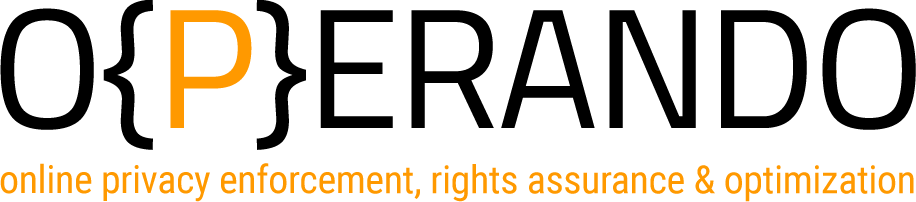 O{P}ERANDO
online privacy enforcement, rights assurance & optimization